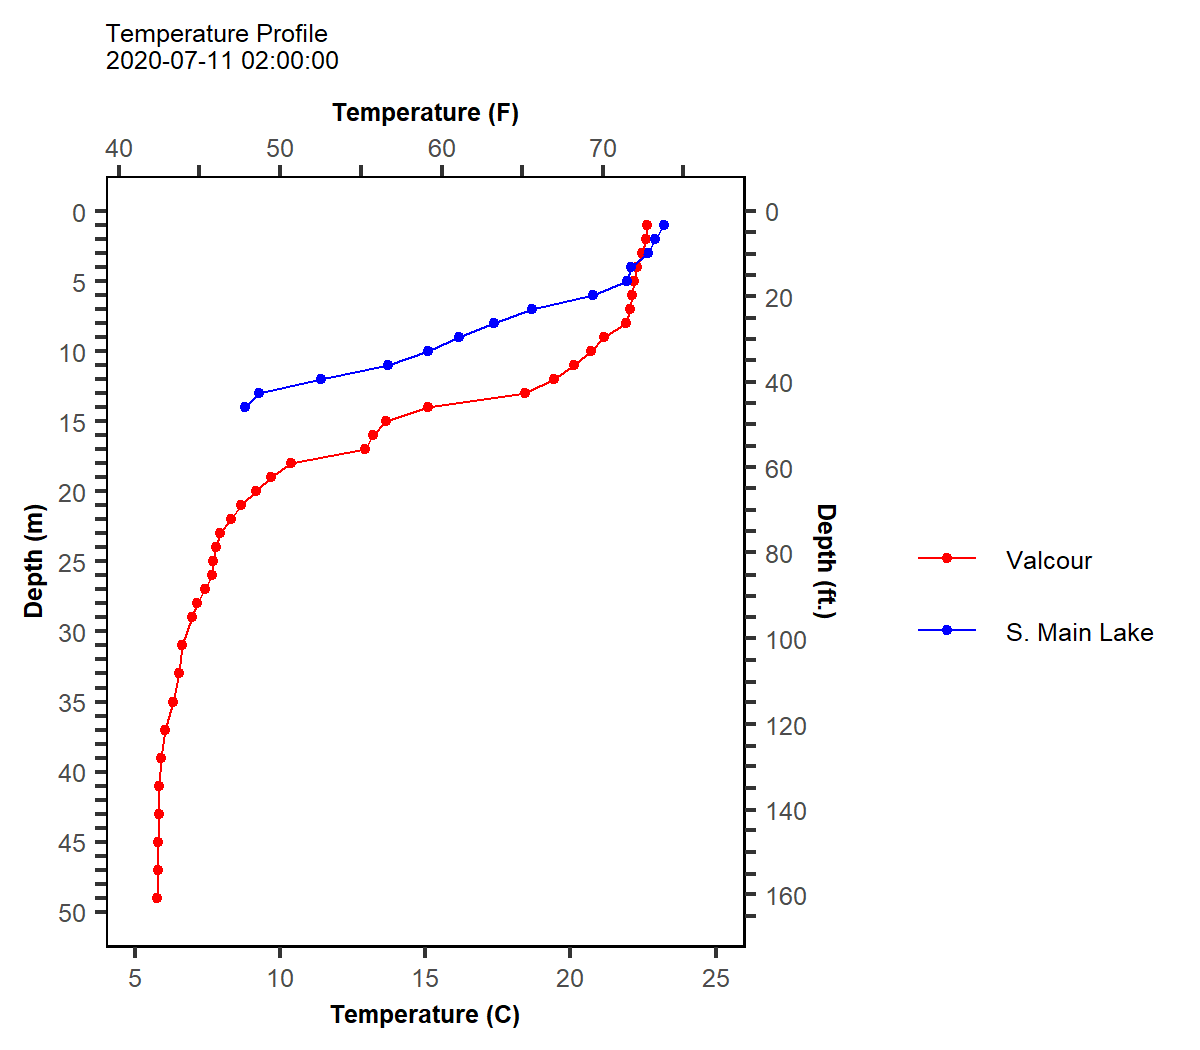 Temperature Profile
2020-07-11 02:00:00
Temperature (F)
40 50 60 70
0 0
5
20
10
40
15
60
20
Depth (m)
Depth (ft.)
80
25
Valcour
30
100
S. Main Lake
35
120
40
140
45
160
50
5 10 15 20 25
Temperature (C)